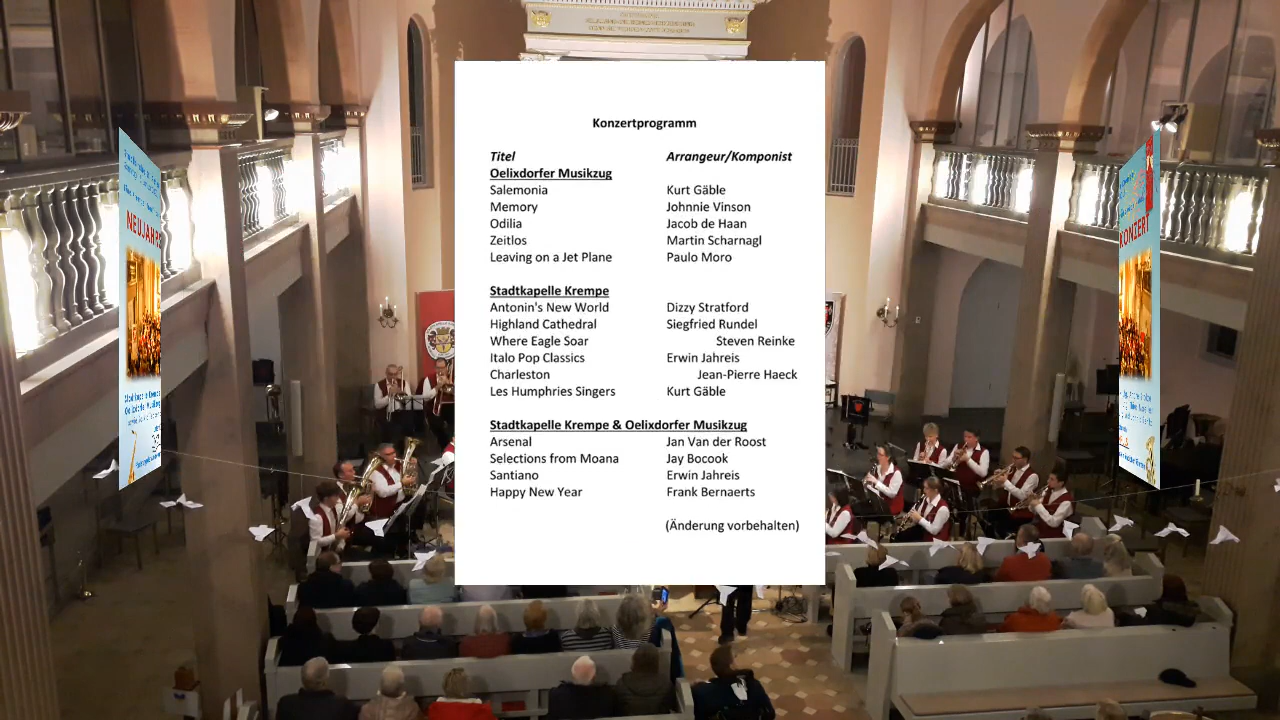 Konzertprogramm
Titel Arrangeur/Komponist
Oelixdorfer Musikzug
Salemonia Kurt Gäble
Memory Johnnie Vinson
Odilia Jacob de Haan
Zeitlos Martin Scharnagl
Leaving on a Jet Plane Paulo Moro
Stadtkapelle Krempe
Antonin's New World Dizzy Stratford
Highland Cathedral Siegfried Rundel
Where Eagle Soar Steven Reinke
Italo Pop Classics Erwin Jahreis
Charleston Jean-Pierre Haeck
Les Humphries Singers Kurt Gäble
Stadtkapelle Krempe & Oelixdorfer Musikzug
Arsenal Jan Van der Roost
Selections from Moana Jay Bocook
Santiano Erwin Jahreis
Happy New Year Frank Bernaerts
(Änderung vorbehalten)
NEUJAHRS
KONZERT